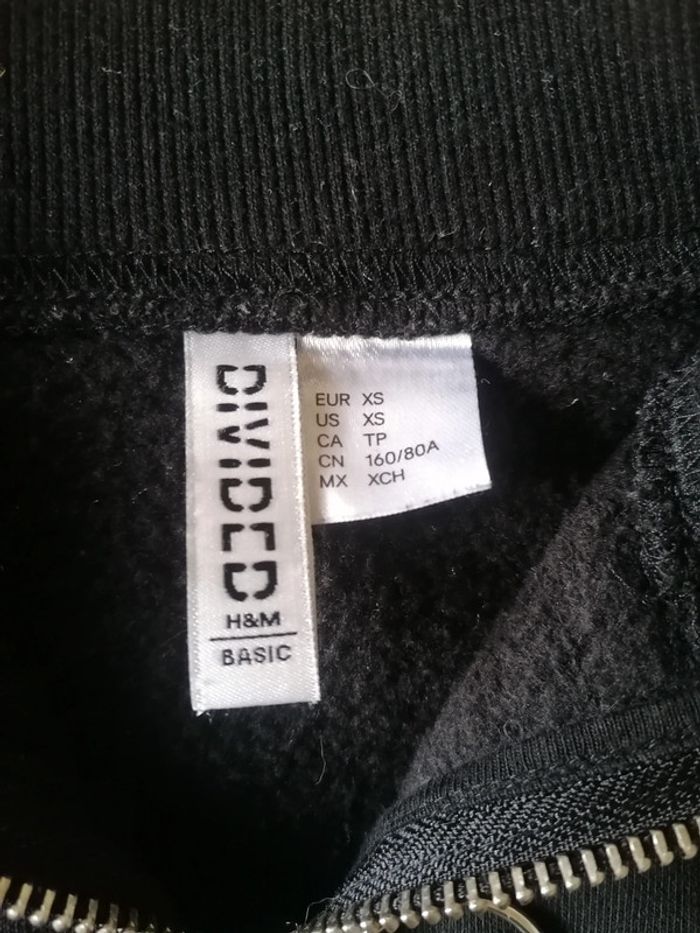 DIVIDED
H&M
BASIC
EUR XS
US XS
CA TP
CN 160/80A
MX XCH